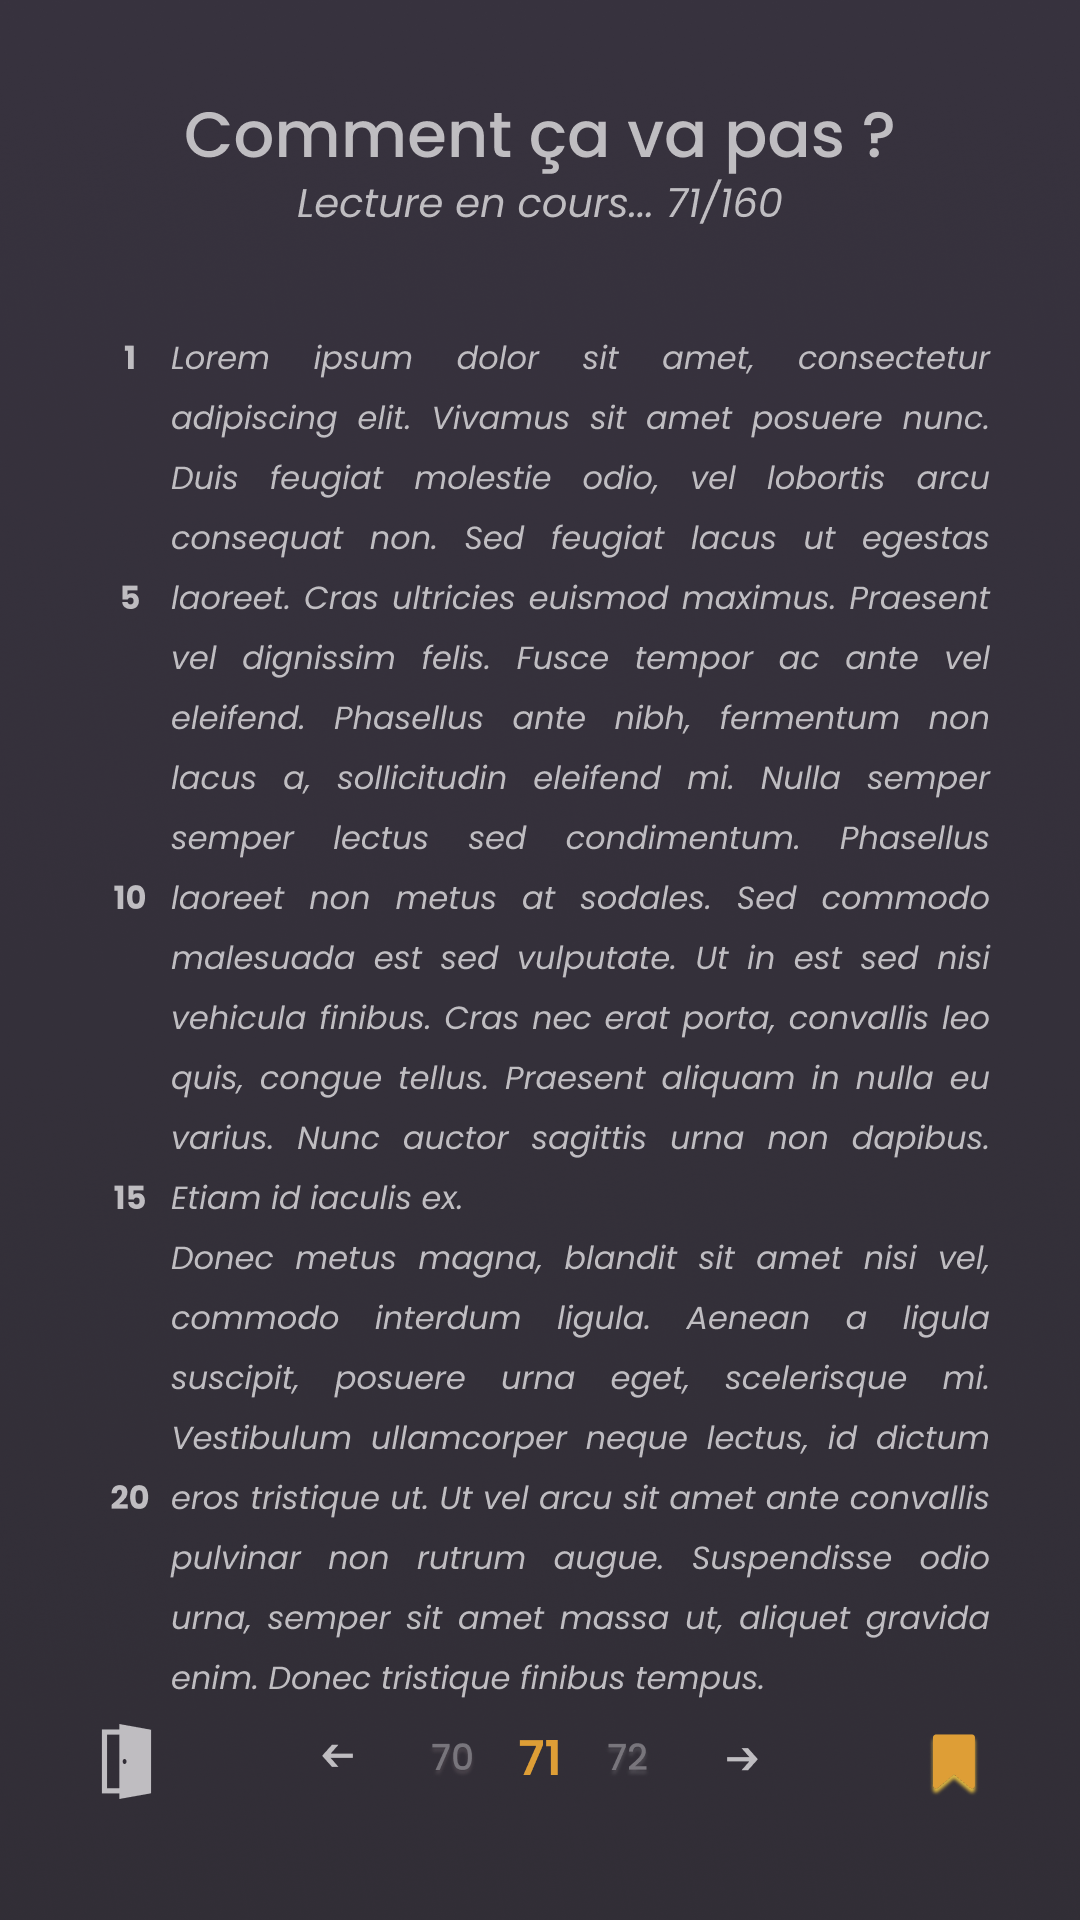 Comment ça va pas ?
Lecture en cours... 71/160
1 Lorem ipsum dolor sit amet, consectetur
adipiscing elit. Vivamus sit amet posuere nunc.
Duis feugiat molestie odio, vel lobortis arcu
consequat non. Sed feugiat lacus ut egestas
5 laoreet. Cras ultricies euismod maximus. Praesent
vel dignissim felis. Fusce tempor ac ante vel
eleifend. Phasellus ante nibh, fermentum non
lacus a, sollicitudin eleifend mi. Nulla semper
semper lectus sed condimentum. Phasellus
10 laoreet non metus at sodales. Sed commodo
malesuada est sed vulputate. Ut in est sed nisi
vehicula finibus. Cras nec erat porta, convallis leo
quis, congue tellus. Praesent aliquam in nulla eu
varius. Nunc auctor sagittis urna non dapibus.
15 Etiam id iaculis ex.
Donec metus magna, blandit sit amet nisi vel,
commodo interdum ligula. Aenean a ligula
suscipit, posuere urna eget, scelerisque mi.
Vestibulum ullamcorper neque lectus, id dictum
20 eros tristique ut. Ut vel arcu sit amet ante convallis
pulvinar non rutrum augue. Suspendisse odio
urna, semper sit amet massa ut, aliquet gravida
enim. Donec tristique finibus tempus.
← 70 71 72 →